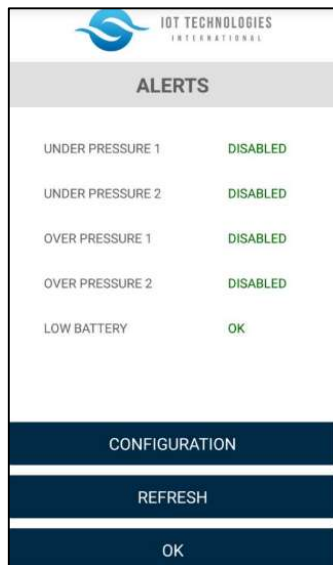 IOT TECHNOLOGIES
INTERNATIONAL
ALERTS
UNDER PRESSURE 1 DISABLED
UNDER PRESSURE 2 DISABLED
OVER PRESSURE 1 DISABLED
OVER PRESSURE 2 DISABLED
LOW BATTERY OK
CONFIGURATION
REFRESH
OK